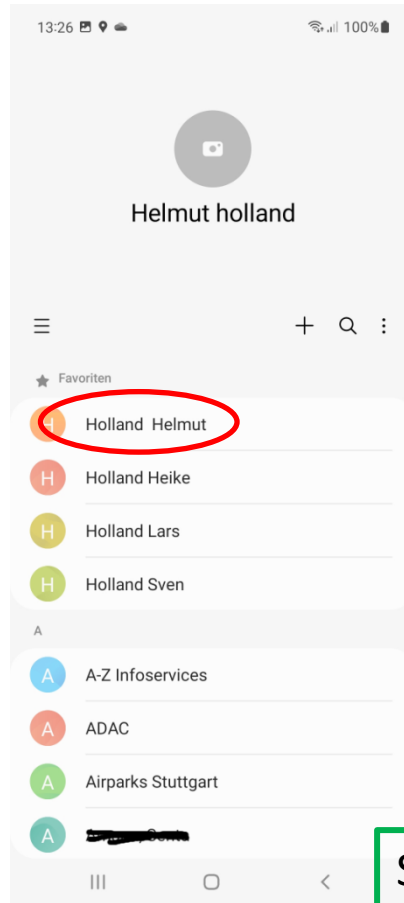 13:26 100%
Helmut holland
Favoriten
H Holland Helmut
H Holland Heike
H Holland Lars
H Holland Sven
A
A A-Z Infoservices
A ADAC
A Airparks Stuttgart
A
S